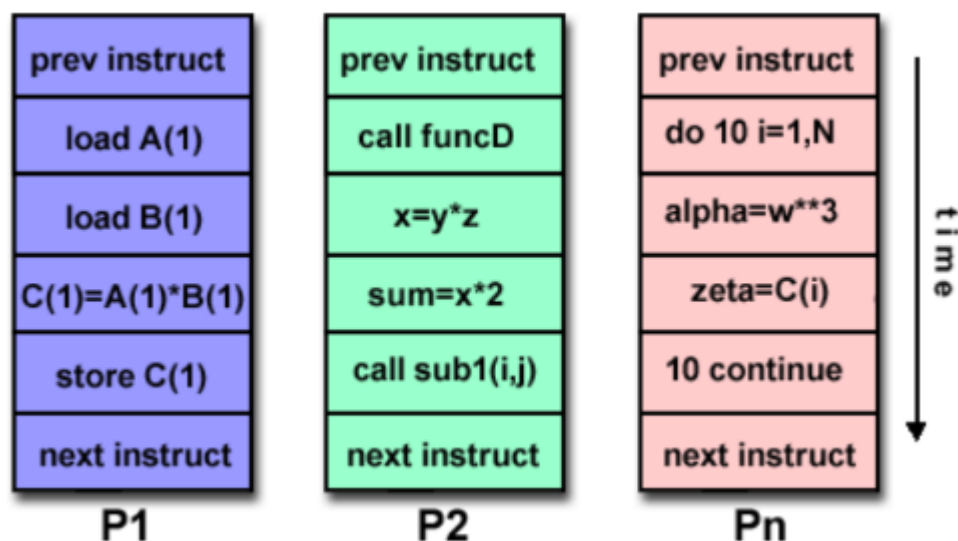 prev instruct
load A(1)
load B(1)
C(1)=A(1)*B(1)
store C(1)
next instruct
P1
prev instruct
call funcD
x=y*z
sum=x*2
call sub1(i,j)
next instruct
P2
prev instruct
do 10 i=1,N
alpha=w**3
zeta=C(i)
10 continue
next instruct
Pn
time